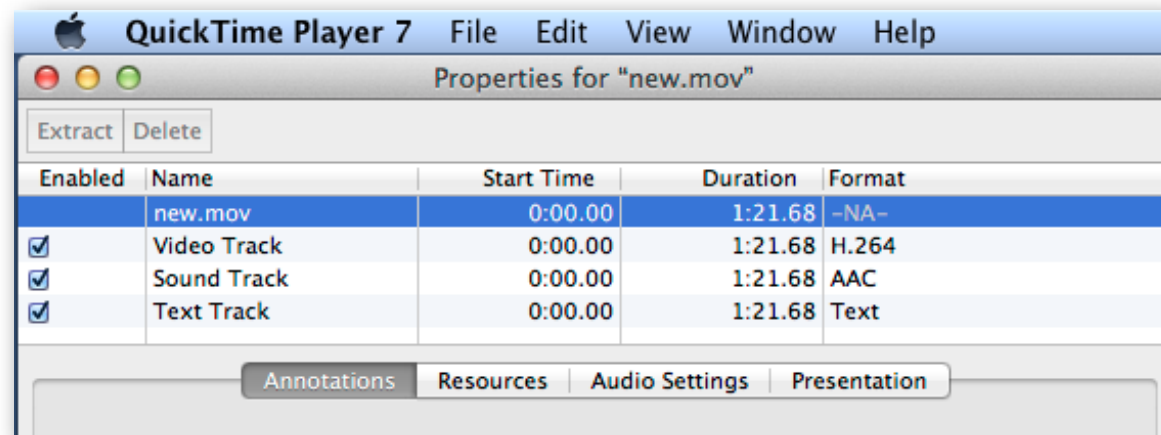 QuickTime Player 7 File Edit View Window Help
Properties for “new.mov”
Extract Delete
Enabled Name Start Time Duration Format
new.mov 0:00.00 1:21.68 -NA-
Video Track 0:00.00 1:21.68 H.264
Sound Track 0:00.00 1:21.68 AAC
Text Track 0:00.00 1:21.68 Text
Annotations Resources Audio Settings Presentation